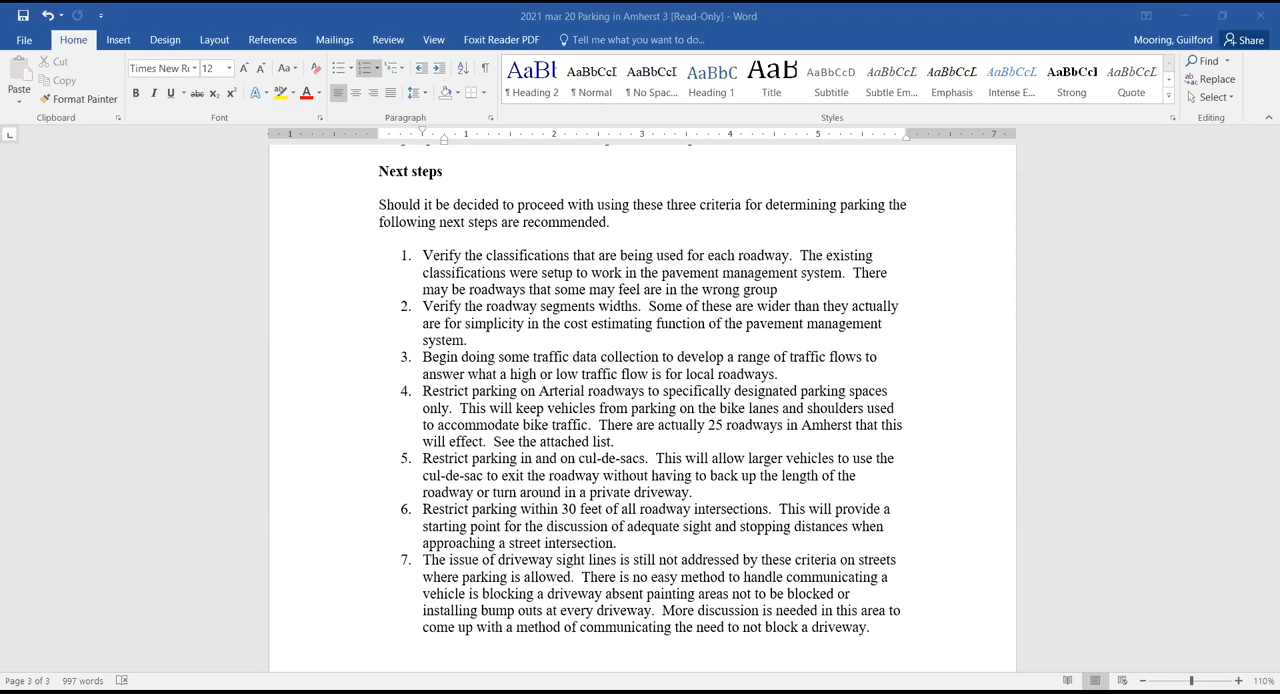 2021 mar 20 Parking in Amherst 3 [Read-Only] - Word
File Home Insert Design Layout References Mailings Review View Foxit Reader PDF Tell me what you want to do... Mooring, Guilford Share
Paste Cut Copy Format Painter
Clipboard
Times New Ro 12
Font
Paragraph
AaBb AaBbCcI AaBbCcL AaBbC AaB AaBbCcD AaBbCcL AaBbCcL AaBbCcL AaBbCcI AaBbCcL
¶ Heading 2 ¶ Normal ¶ No Spac... Heading 1 Title Subtitle Subtle Em... Emphasis Intense E... Strong Quote
Styles
Find
Replace
Select
Editing
1 1 2 3 4 5 7
Next steps
Should it be decided to proceed with using these three criteria for determining parking the
following next steps are recommended.
1. Verify the classifications that are being used for each roadway. The existing
classifications were setup to work in the pavement management system. There
may be roadways that some may feel are in the wrong group
2. Verify the roadway segments widths. Some of these are wider than they actually
are for simplicity in the cost estimating function of the pavement management
system.
3. Begin doing some traffic data collection to develop a range of traffic flows to
answer what a high or low traffic flow is for local roadways.
4. Restrict parking on Arterial roadways to specifically designated parking spaces
only. This will keep vehicles from parking on the bike lanes and shoulders used
to accommodate bike traffic. There are actually 25 roadways in Amherst that this
will effect. See the attached list.
5. Restrict parking in and on cul-de-sacs. This will allow larger vehicles to use the
cul-de-sac to exit the roadway without having to back up the length of the
roadway or turn around in a private driveway.
6. Restrict parking within 30 feet of all roadway intersections. This will provide a
starting point for the discussion of adequate sight and stopping distances when
approaching a street intersection.
7. The issue of driveway sight lines is still not addressed by these criteria on streets
where parking is allowed. There is no easy method to handle communicating a
vehicle is blocking a driveway absent painting areas not to be blocked or
installing bump outs at every driveway. More discussion is needed in this area to
come up with a method of communicating the need to not block a driveway.
Page 3 of 3 997 words 110%